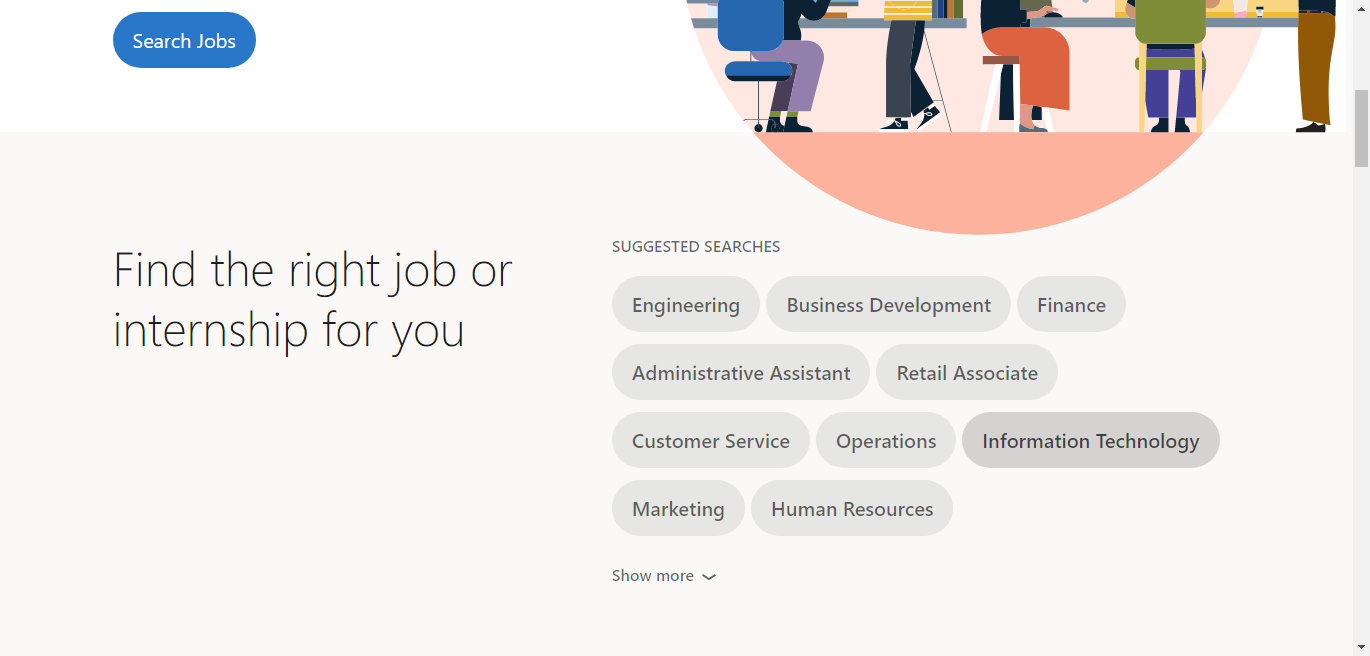 Search Jobs
Find the right job or
internship for you
SUGGESTED SEARCHES
Engineering Business Development Finance
Administrative Assistant Retail Associate
Customer Service Operations Information Technology
Marketing Human Resources
Show more